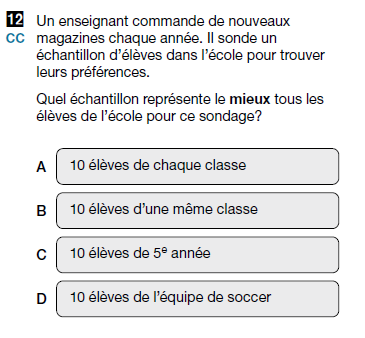 12 Un enseignant commande de nouveaux
CC magazines chaque année. Il sonde un
échantillon d'élèves dans l'école pour trouver
leurs préférences.
Quel échantillon représente le mieux tous les
élèves de l'école pour ce sondage?
A 10 élèves de chaque classe
B 10 élèves d'une même classe
C 10 élèves de 5e année
D 10 élèves de l'équipe de soccer